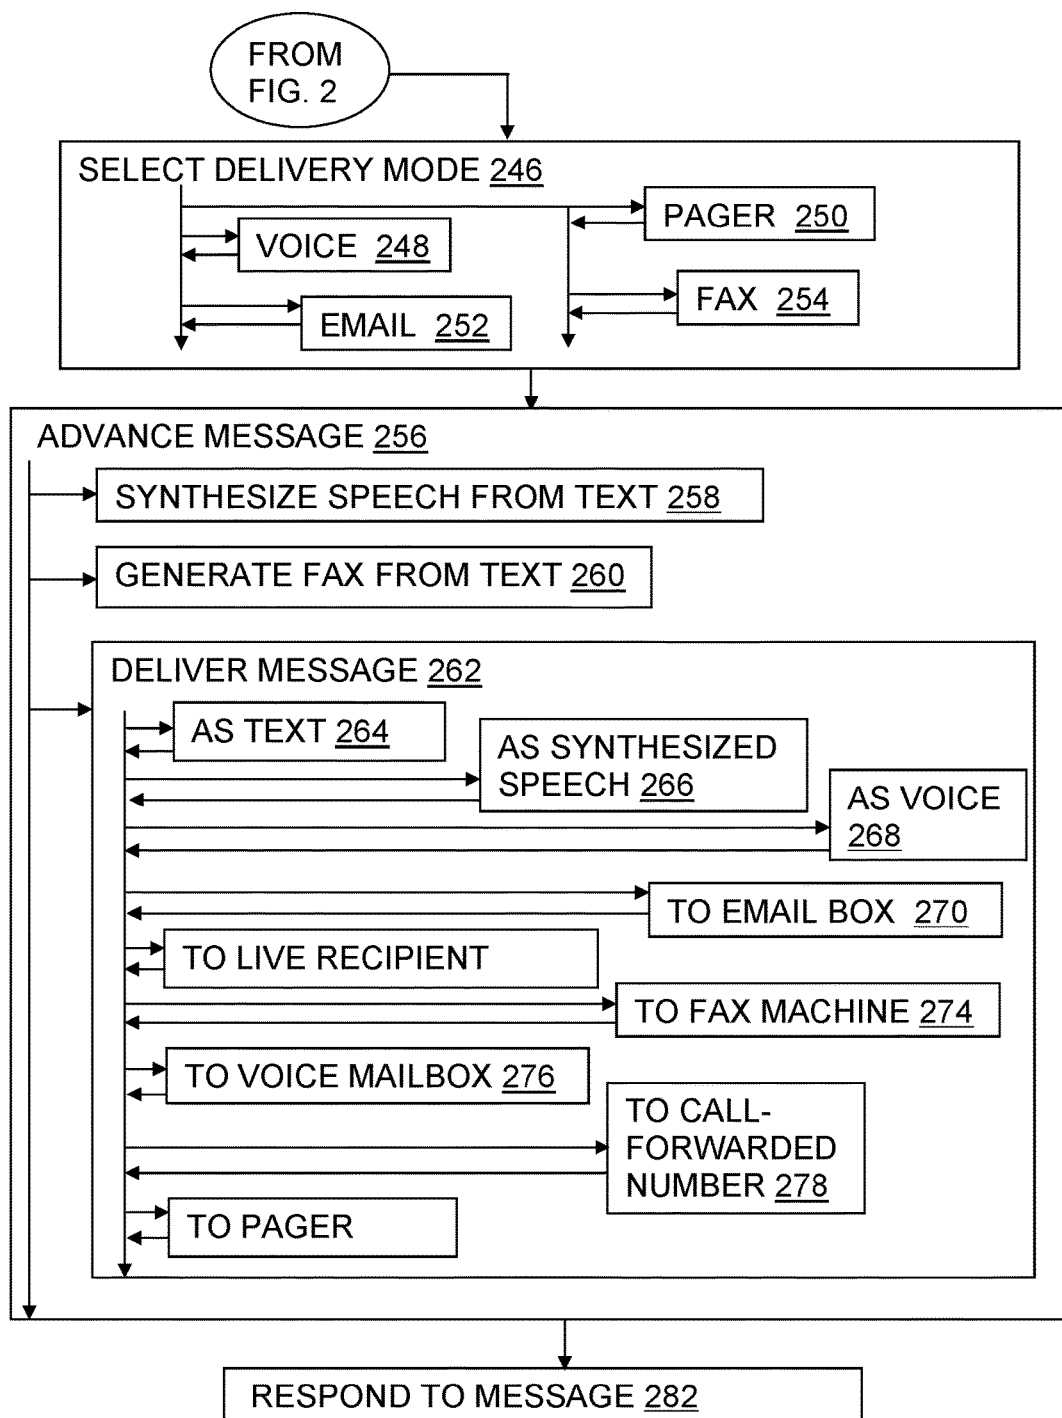 FROM
FIG. 2
SELECT DELIVERY MODE 246
PAGER 250
VOICE 248
FAX 254
EMAIL 252
ADVANCE MESSAGE 256
SYNTHESIZE SPEECH FROM TEXT 258
GENERATE FAX FROM TEXT 260
DELIVER MESSAGE 262
AS TEXT 264
AS SYNTHESIZED
SPEECH 266
AS VOICE
268
TO EMAIL BOX 270
TO LIVE RECIPIENT
TO FAX MACHINE 274
TO VOICE MAILBOX 276
TO CALL-
FORWARDED
NUMBER 278
TO PAGER
RESPOND TO MESSAGE 282